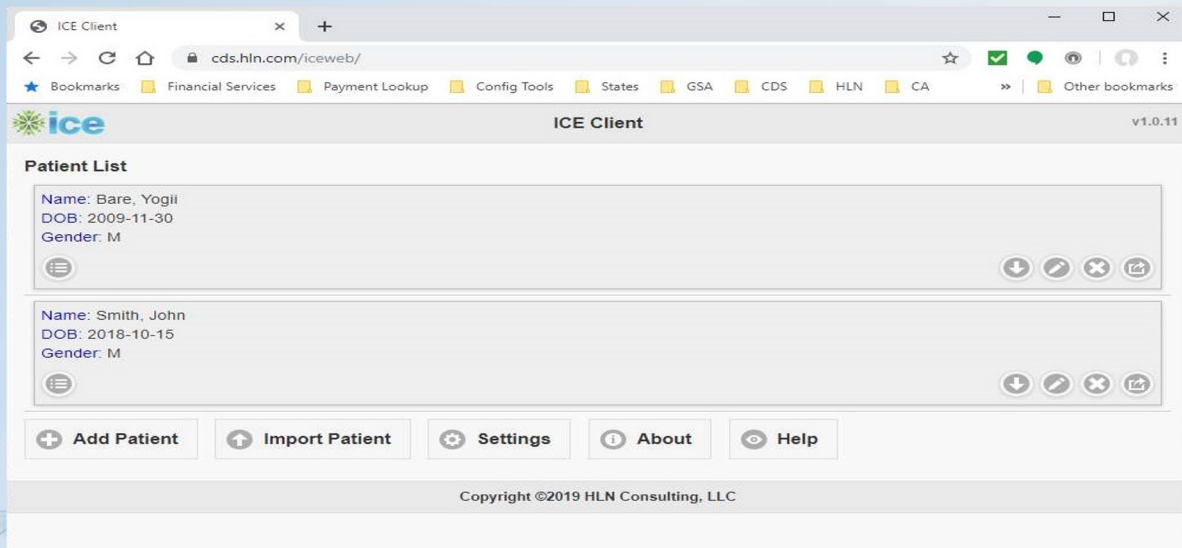 ICE Client
cds.hln.com/iceweb/
Bookmarks Financial Services Payment Lookup Config Tools States GSA CDS HLN CA » Other bookmarks
ice ICE Client v1.0.11
Patient List
Name: Bare, Yogii
DOB: 2009-11-30
Gender: M
Name: Smith, John
DOB: 2018-10-15
Gender: M
Add Patient Import Patient Settings About Help
Copyright ©2019 HLN Consulting, LLC